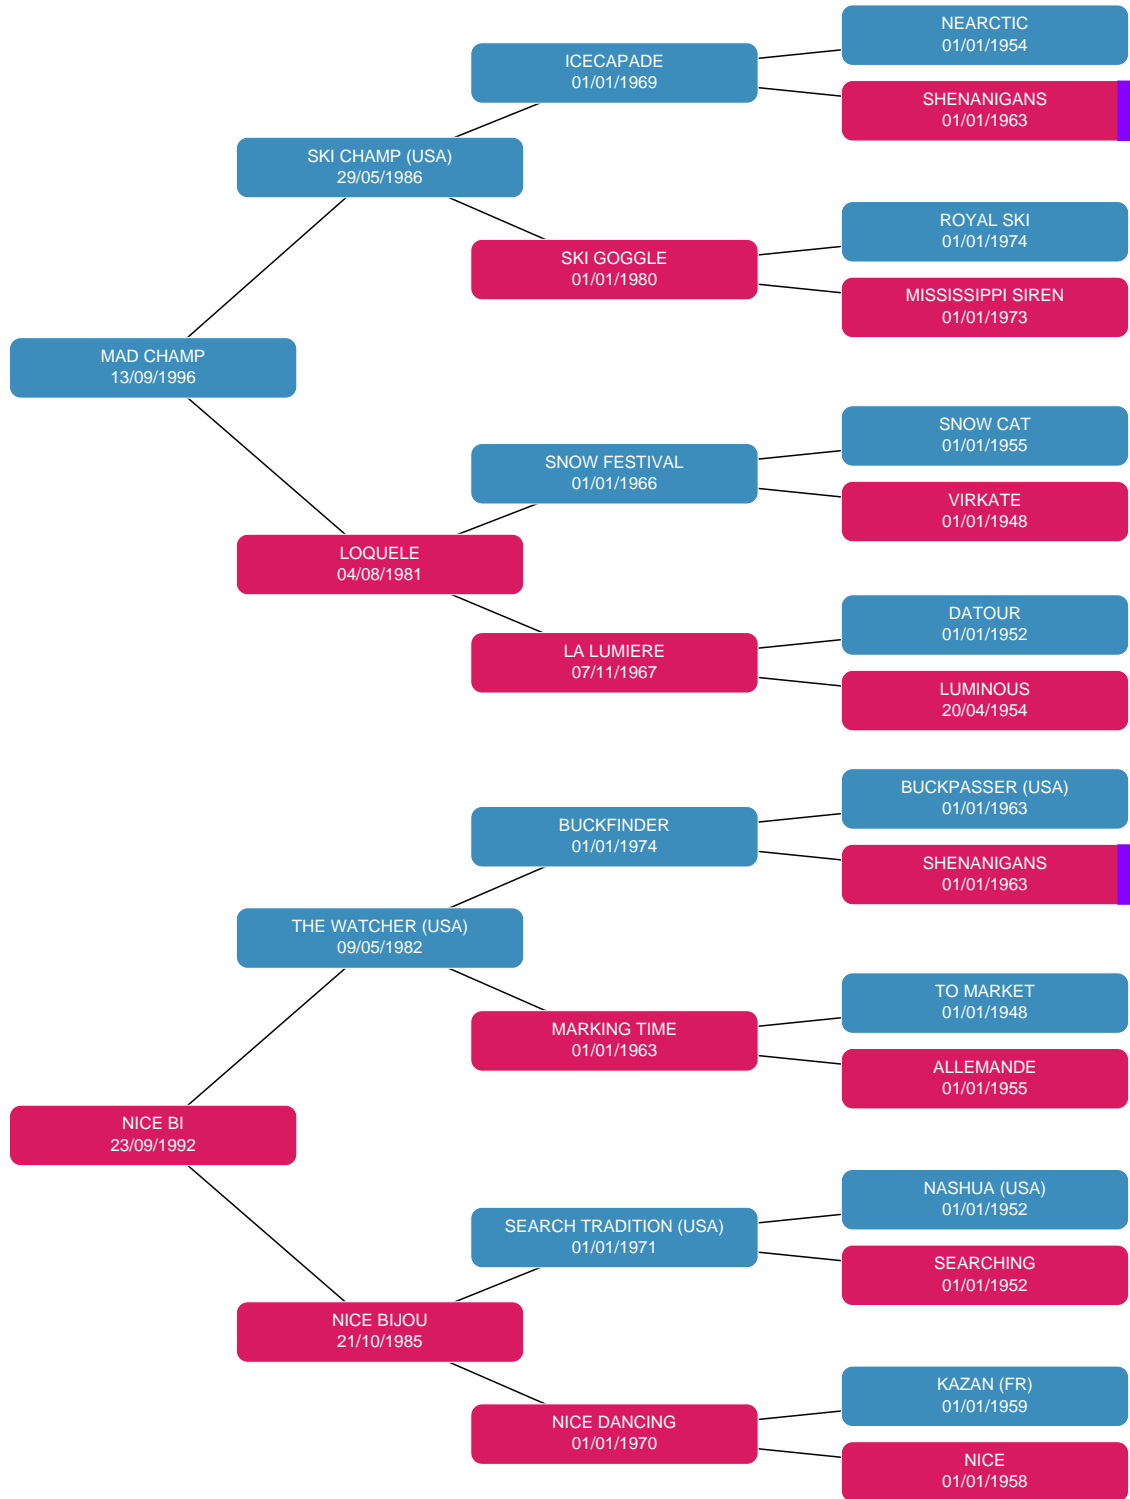 NEARCTIC
01/01/1954
ICECAPADE
01/01/1969
SHENANIGANS
01/01/1963
SKI CHAMP (USA)
29/05/1986
ROYAL SKI
01/01/1974
SKI GOGGLE
01/01/1980
MISSISSIPPI SIREN
01/01/1973
MAD CHAMP
13/09/1996
SNOW CAT
01/01/1955
SNOW FESTIVAL
01/01/1966
VIRKATE
01/01/1948
LOQUELE
04/08/1981
DATOUR
01/01/1952
LA LUMIERE
07/11/1967
LUMINOUS
20/04/1954
BUCKPASSER (USA)
01/01/1963
BUCKFINDER
01/01/1974
SHENANIGANS
01/01/1963
THE WATCHER (USA)
09/05/1982
TO MARKET
01/01/1948
MARKING TIME
01/01/1963
ALLEMANDE
01/01/1955
NICE BI
23/09/1992
NASHUA (USA)
01/01/1952
SEARCH TRADITION (USA)
01/01/1971
SEARCHING
01/01/1952
NICE BIJOU
21/10/1985
KAZAN (FR)
01/01/1959
NICE DANCING
01/01/1970
NICE
01/01/1958